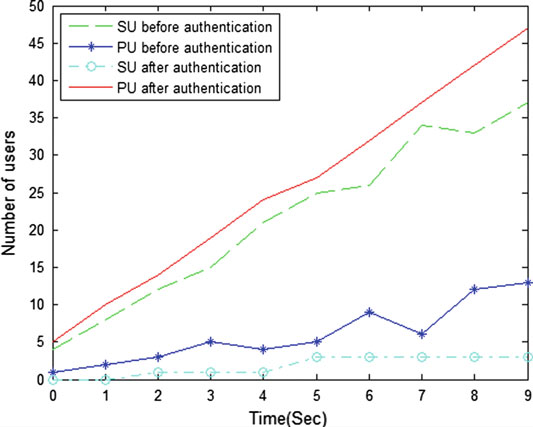 50
45
40
35
30
25
20
15
10
5
0
Number of users
SU before authentication
PU before authentication
SU after authentication
PU after authentication
0 1 2 3 4 5 6 7 8 9
Time(Sec)